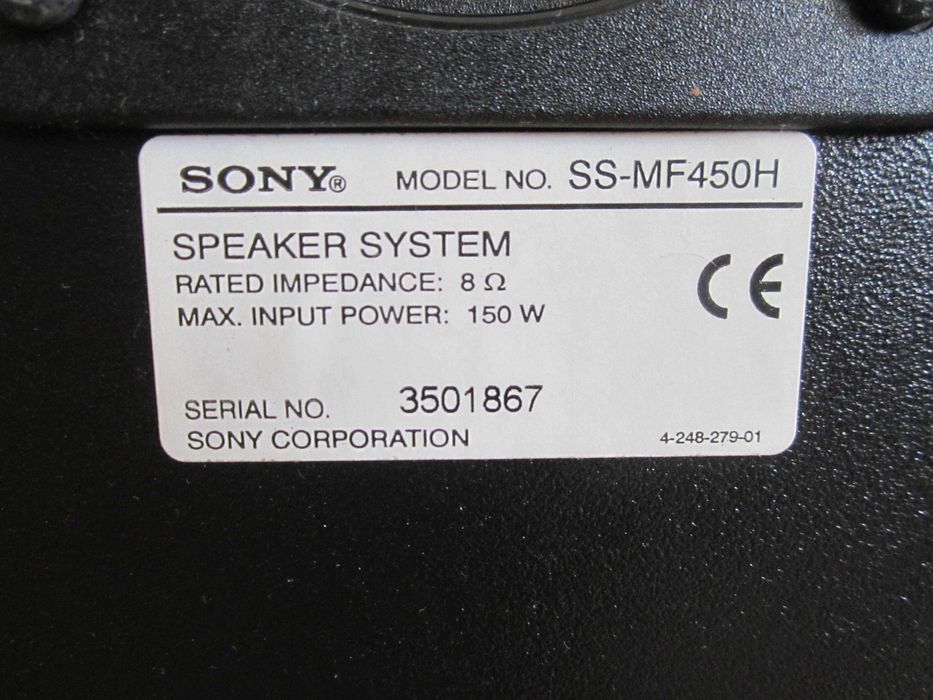 SONY® MODEL NO. SS-MF450H
SPEAKER SYSTEM
RATED IMPEDANCE: 8 Ω
MAX. INPUT POWER: 150 W
CE
SERIAL NO. 3501867
SONY CORPORATION 4-248-279-01